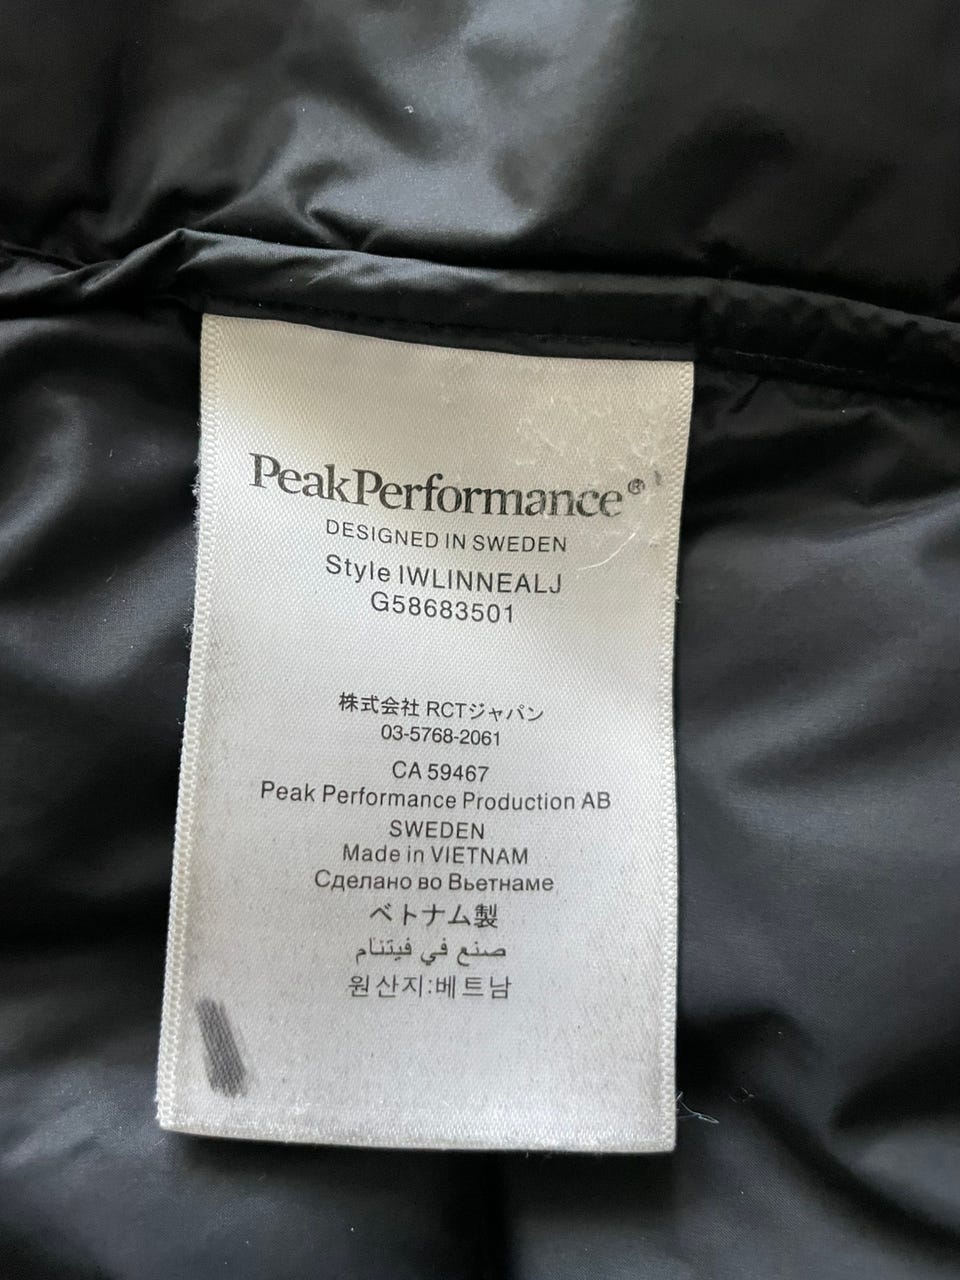 PeakPerformance®
DESIGNED IN SWEDEN
Style IWLINNEALJ
G58683501
株式会社 RCTジャパン
03-5768-2061
CA 59467
Peak Performance Production AB
SWEDEN
Made in VIETNAM
Сделано во Вьетнаме
ベトナム製
صنع في فيتنام
원산지:베트남